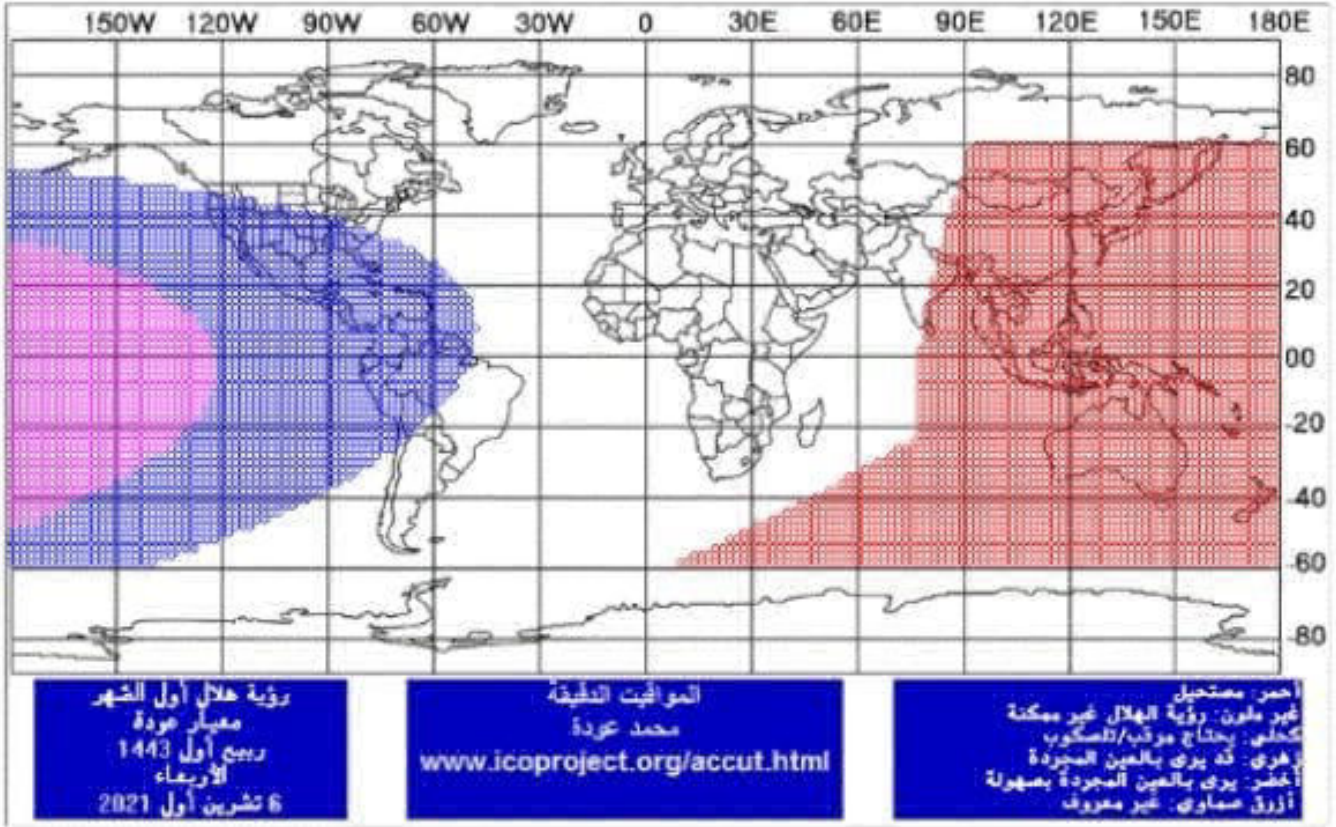 150W 120W 90W 60W 30W 0 30E 60E 90E 120E 150E 180E
80
60
40
20
00
-20
-40
-60
-80
رؤية هلال أول الشهر
معيار عودة
ربيع أول 1443
الأربعاء
6 تشرين أول 2021
المواقيت الدقيقة
محمد عودة
www.icoproject.org/accut.html
أحمر: مستحيل
غير ملون: رؤية الهلال غير ممكنة
كحلي: يحتاج مرقب/تلسكوب
زهري: قد يرى بالعين المجردة
أخضر: يرى بالعين المجردة بسهولة
أزرق سماوي: غير معروف